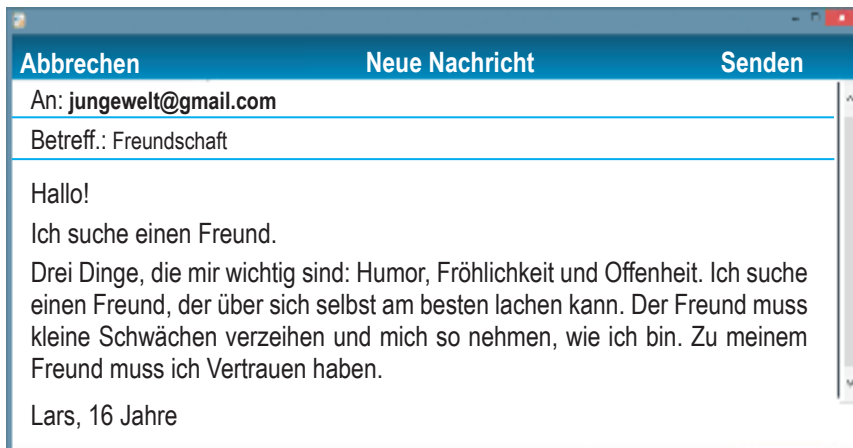 Abbrechen Neue Nachricht Senden
An: jungewelt@gmail.com
Betreff.: Freundschaft
Hallo!
Ich suche einen Freund.
Drei Dinge, die mir wichtig sind: Humor, Fröhlichkeit und Offenheit. Ich suche
einen Freund, der über sich selbst am besten lachen kann. Der Freund muss
kleine Schwächen verzeihen und mich so nehmen, wie ich bin. Zu meinem
Freund muss ich Vertrauen haben.
Lars, 16 Jahre